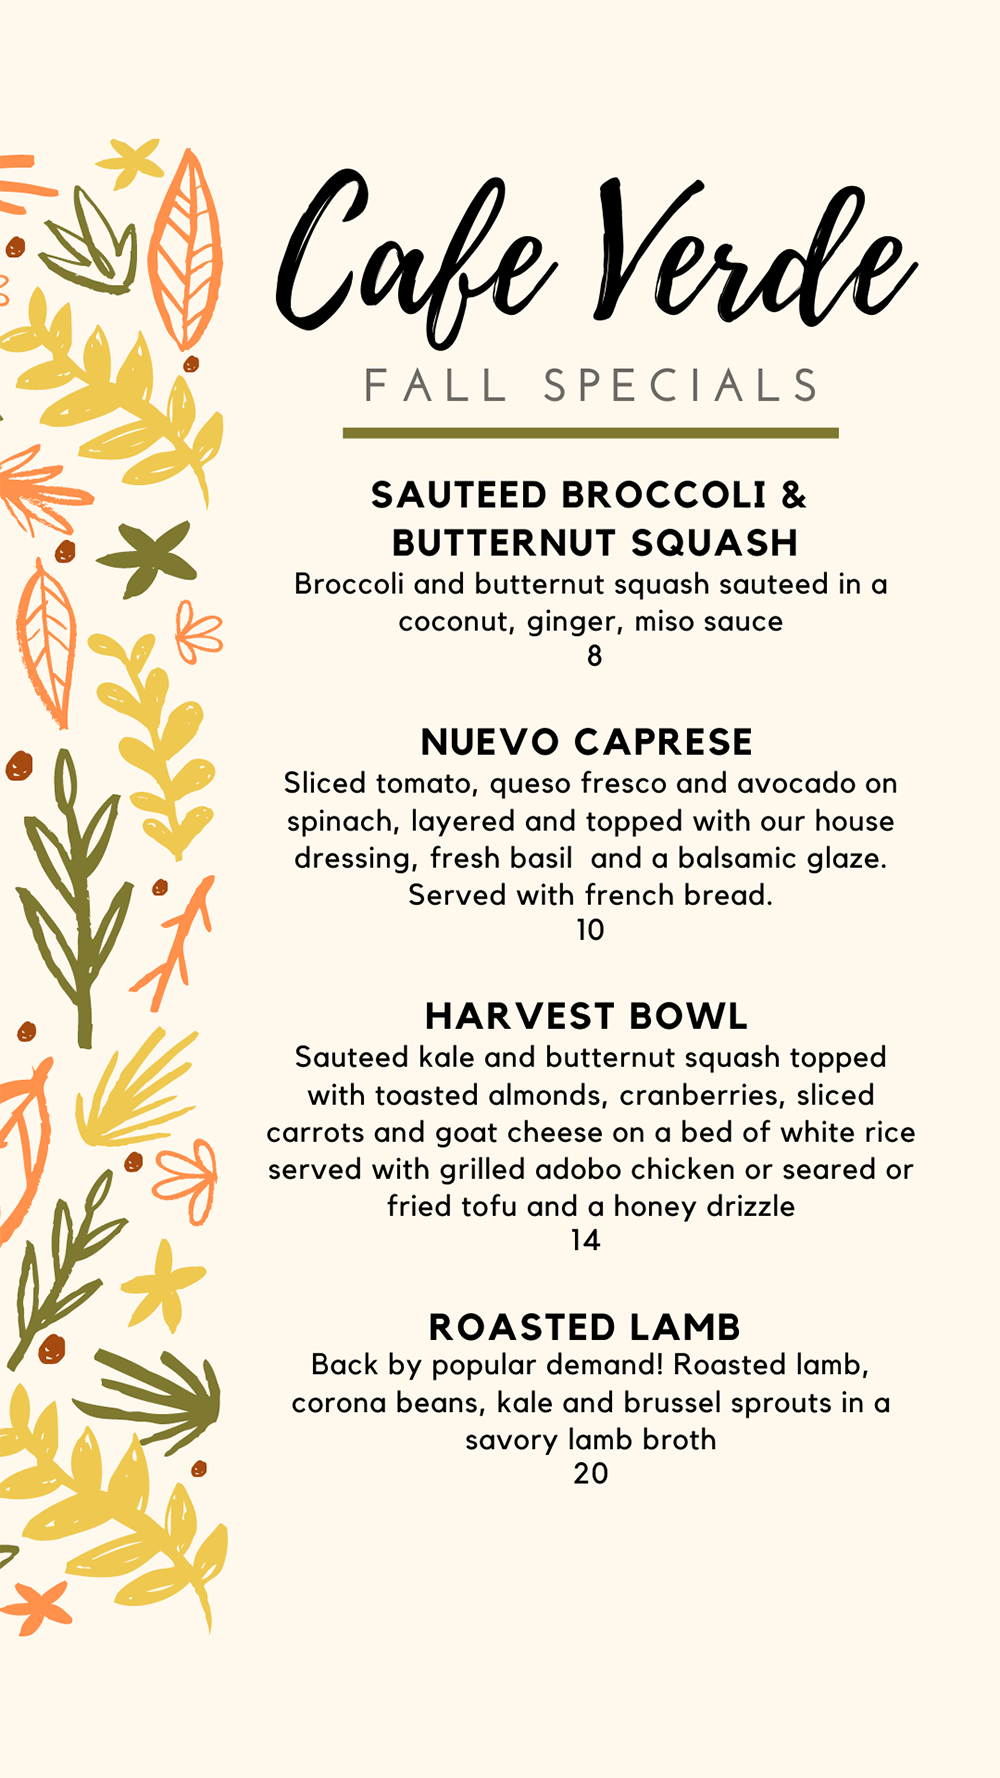 Cafe Verde
FALL SPECIALS
SAUTEED BROCCOLI &
BUTTERNUT SQUASH
Broccoli and butternut squash sauteed in a
coconut, ginger, miso sauce
8
NUEVO CAPRESE
Sliced tomato, queso fresco and avocado on
spinach, layered and topped with our house
dressing, fresh basil  and a balsamic glaze.
Served with french bread.
10
HARVEST BOWL
Sauteed kale and butternut squash topped
with toasted almonds, cranberries, sliced
carrots and goat cheese on a bed of white rice
served with grilled adobo chicken or seared or
fried tofu and a honey drizzle
14
ROASTED LAMB
Back by popular demand! Roasted lamb,
corona beans, kale and brussel sprouts in a
savory lamb broth
20